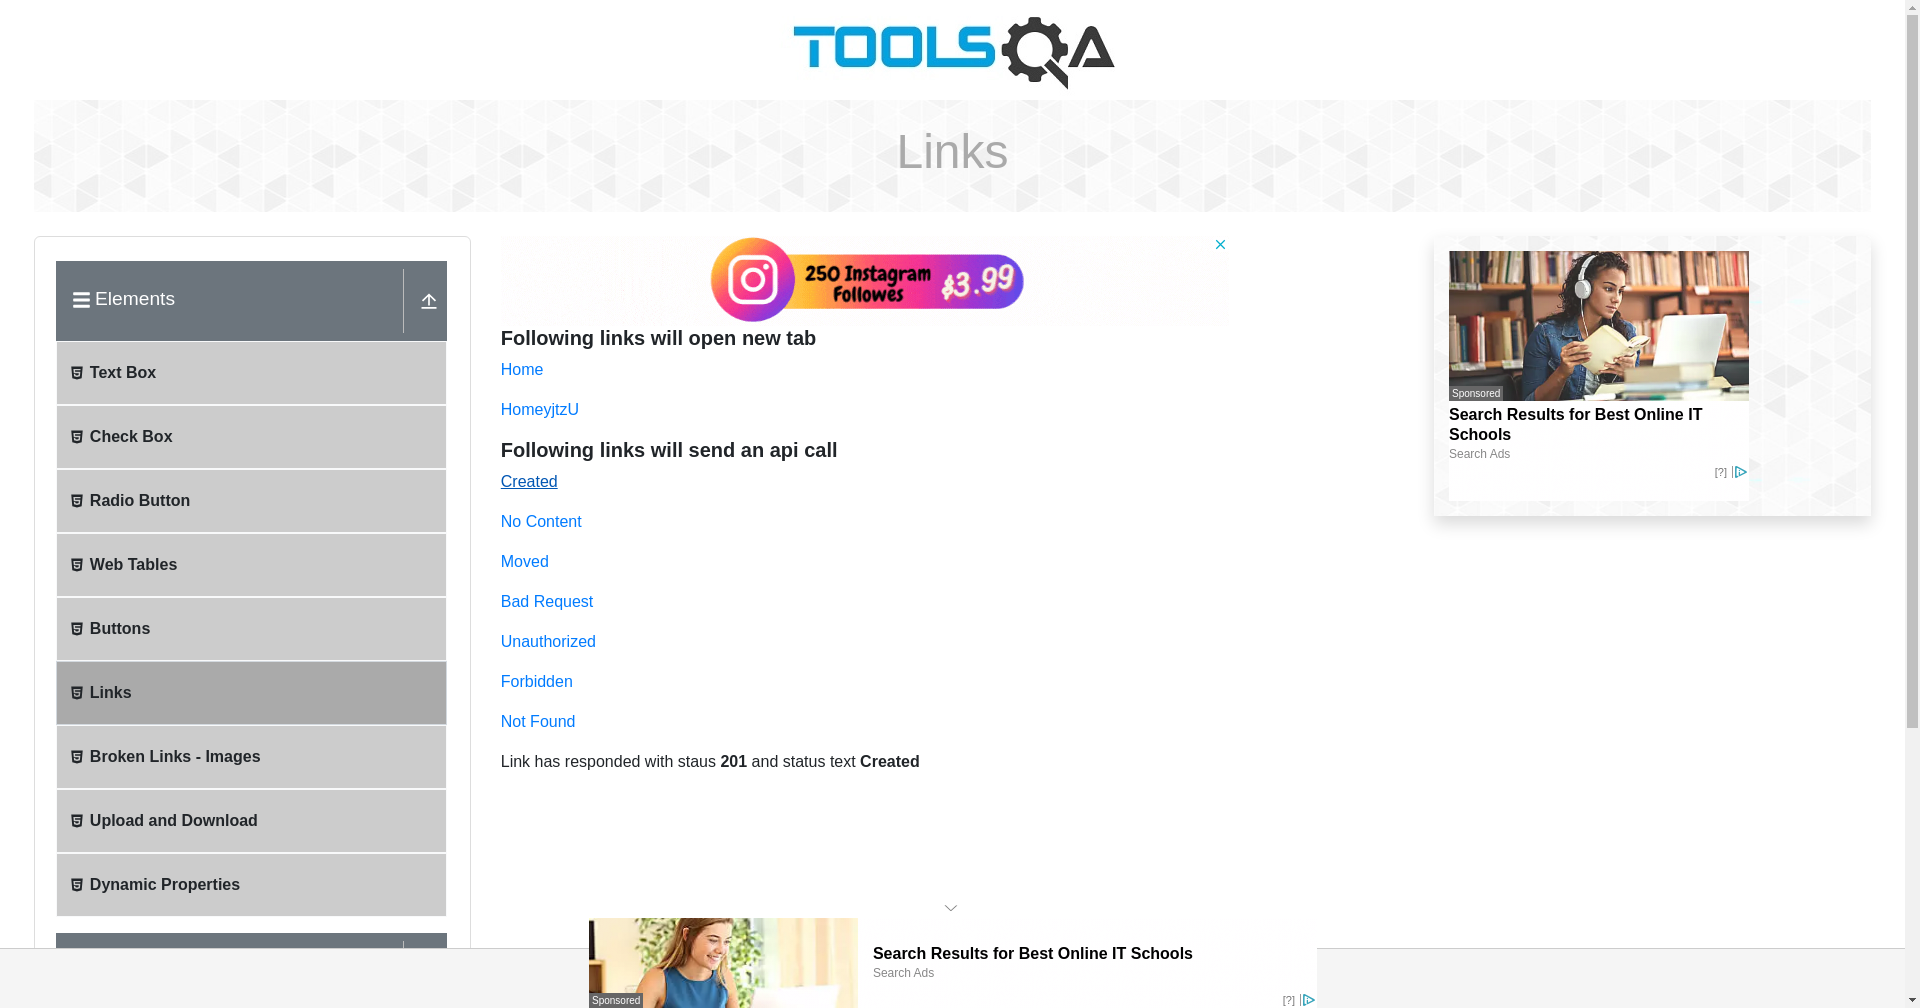 TOOLSQA
Links
Elements
Text Box
Check Box
Radio Button
Web Tables
Buttons
Links
Broken Links - Images
Upload and Download
Dynamic Properties
250 Instagram
Followes
$3.99
Following links will open new tab
Home
HomeyjtzU
Following links will send an api call
Created
No Content
Moved
Bad Request
Unauthorized
Forbidden
Not Found
Link has responded with staus 201 and status text Created
Sponsored
Search Results for Best Online IT
Schools
Search Ads
[?]
Search Results for Best Online IT Schools
Search Ads
Sponsored
[?]